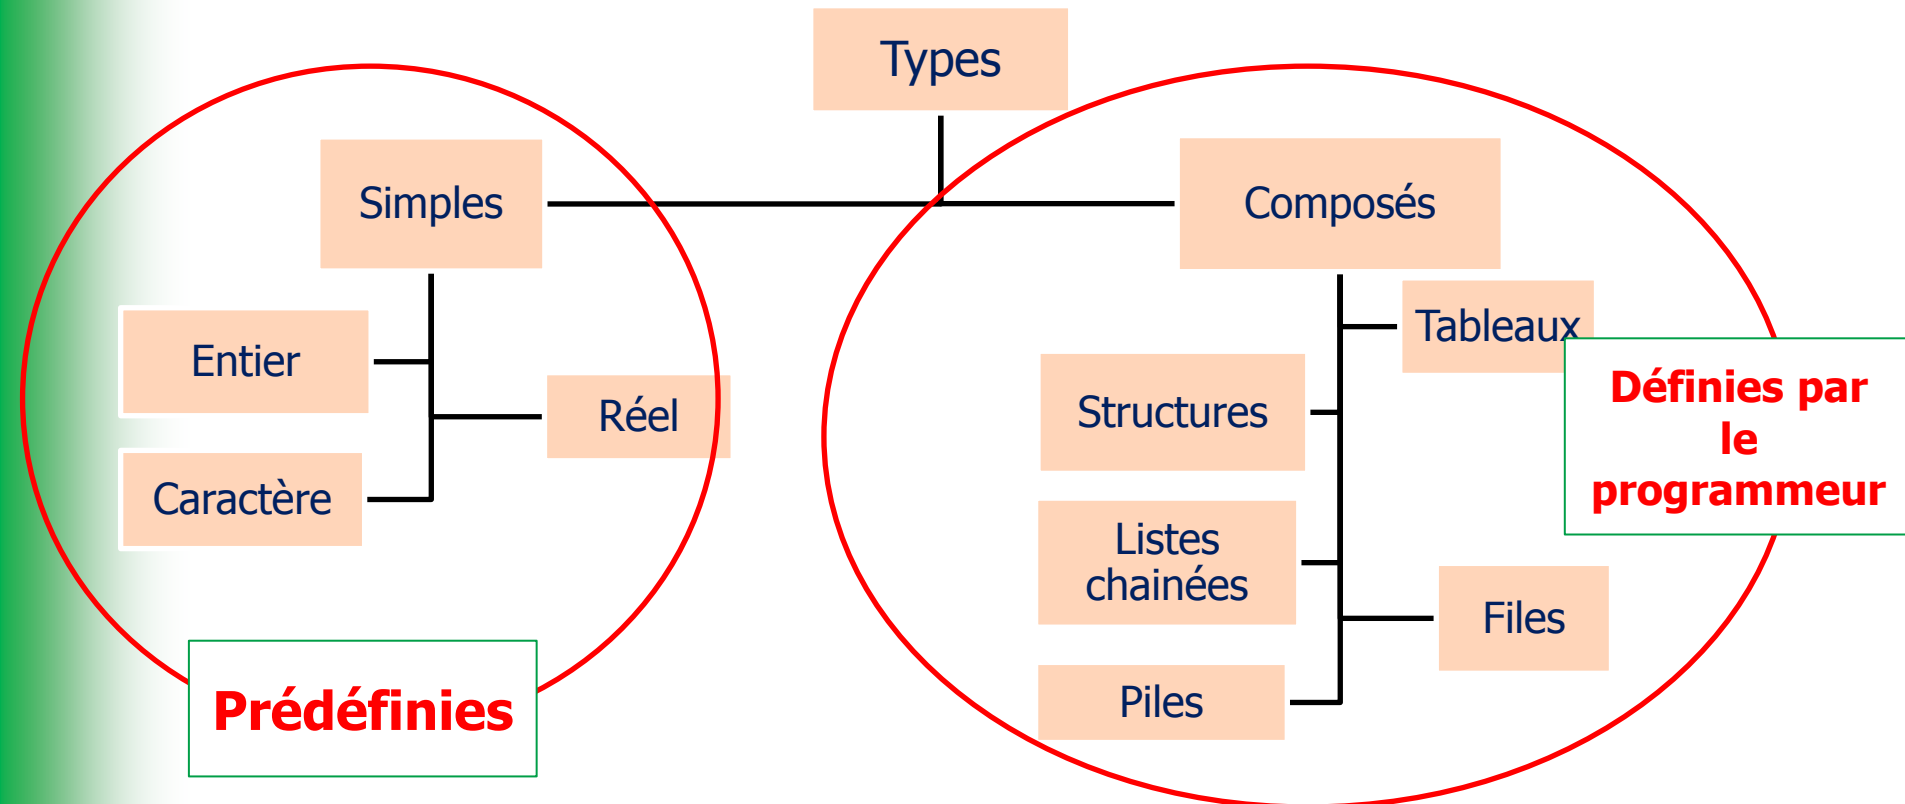 Types
Simples
Composés
Entier
Réel
Caractère
Prédéfinies
Tableaux
Structures
Listes
chainées
Files
Piles
Définies par
le
programmeur